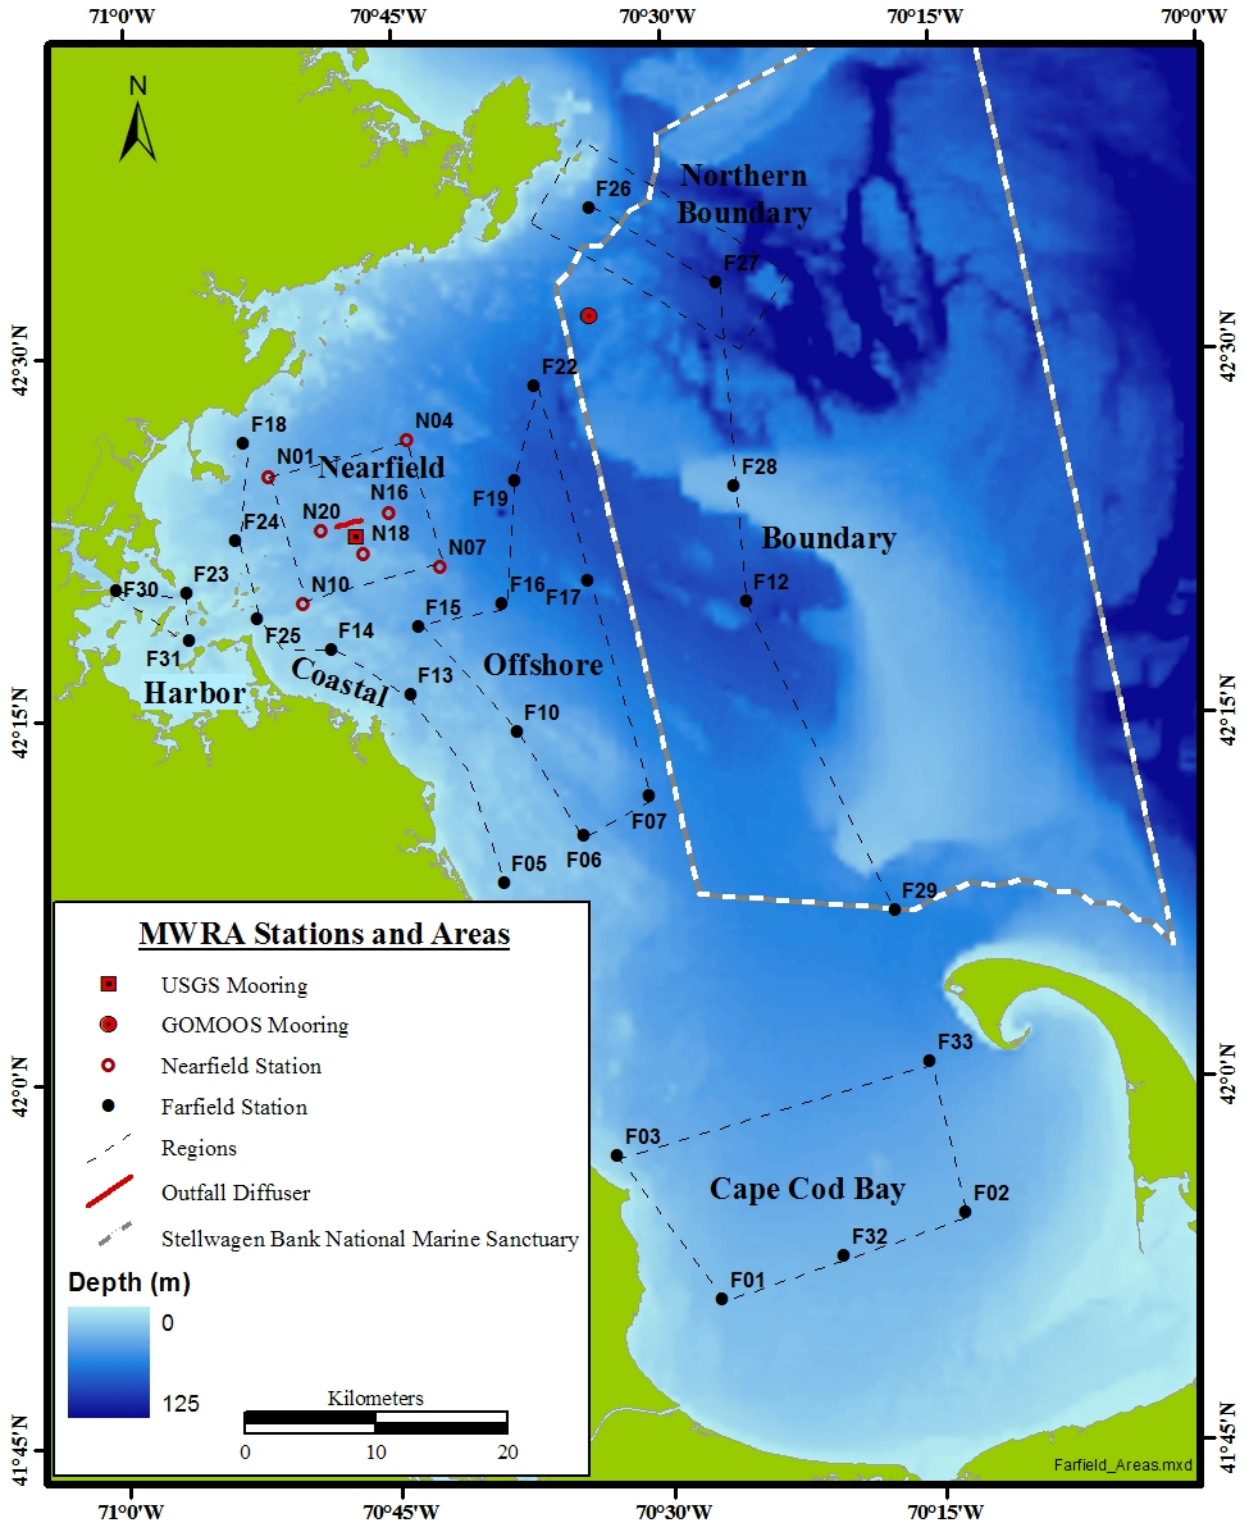 71°0'W 70°45'W 70°30'W 70°15'W 70°0'W
N
F26
Northern
Boundary
F27
42°30'N
42°30'N
F22
F18
N04
N01
Nearfield
F28
N16
F19
N20
F24
N18
Boundary
N07
F30
F23
N10
F16
F17
F12
F15
F25
F14
F31
Offshore
Coastal
F13
Harbor
F10
42°15'N
42°15'N
F07
F06
F05
F29
MWRA Stations and Areas
USGS Mooring
GOMOOS Mooring
Nearfield Station
Farfield Station
Regions
Outfall Diffuser
Stellwagen Bank National Marine Sanctuary
Depth (m)
0
125
Kilometers
0 10 20
F33
42°0'N
42°0'N
F03
Cape Cod Bay
F02
F32
F01
41°45'N
41°45'N
Farfield_Areas.mxd
71°0'W 70°45'W 70°30'W 70°15'W